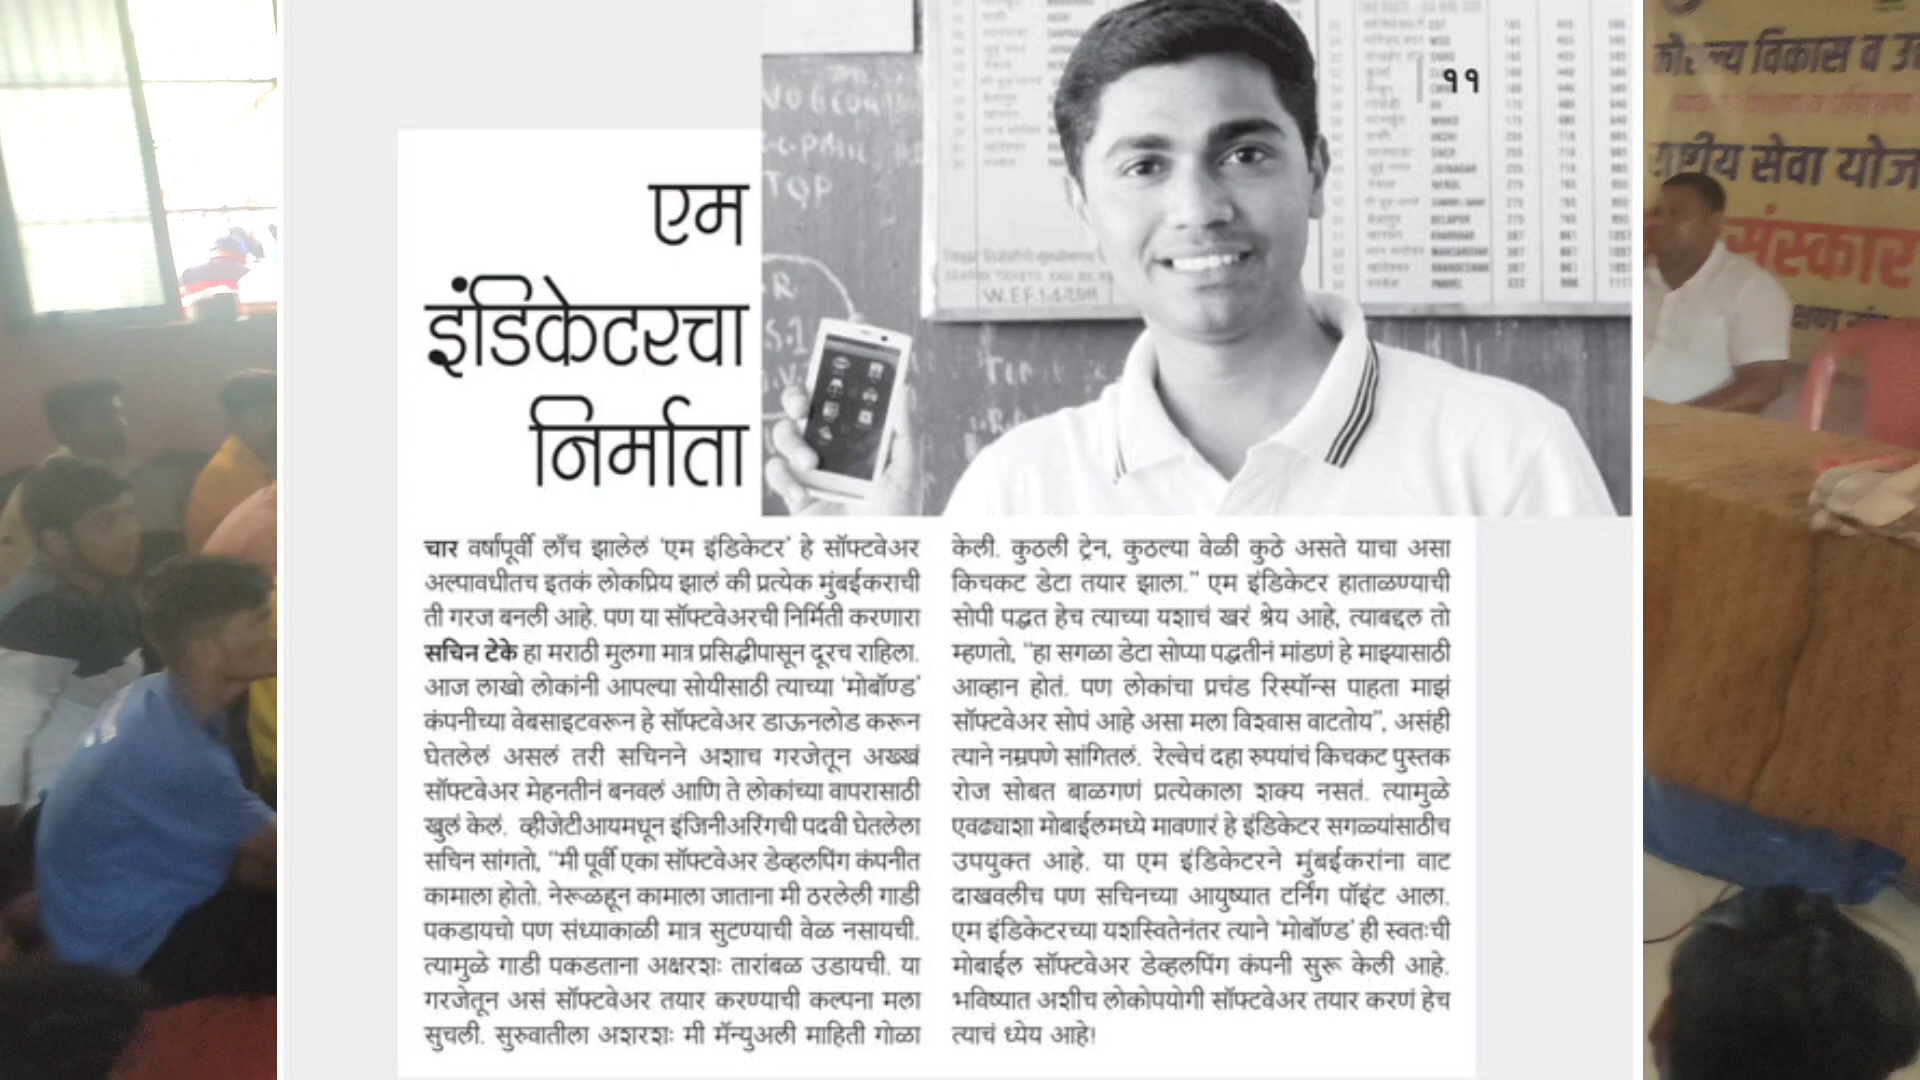 ११
एम
इंडिकेटरचा
निर्माता
चार वर्षांपूर्वी लाँच झालेलं 'एम इंडिकेटर' हे सॉफ्टवेअर
अल्पावधीतच इतकं लोकप्रिय झालं की प्रत्येक मुंबईकराची
ती गरज बनली आहे. पण या सॉफ्टवेअरची निर्मिती करणारा
सचिन टेके हा मराठी मुलगा मात्र प्रसिद्धीपासून दूरच राहिला.
आज लाखो लोकांनी आपल्या सोयीसाठी त्याच्या 'मोबॉण्ड'
कंपनीच्या वेबसाइटवरून हे सॉफ्टवेअर डाऊनलोड करून
घेतलेलं असलं तरी सचिनने अशाच गरजेतून अख्खं
सॉफ्टवेअर मेहनतीनं बनवलं आणि ते लोकांच्या वापरासाठी
खुलं केलं. व्हीजेटीआयमधून इंजिनीअरिंगची पदवी घेतलेला
सचिन सांगतो, "मी पूर्वी एका सॉफ्टवेअर डेव्हलपिंग कंपनीत
कामाला होतो. नेरूळहून कामाला जाताना मी ठरलेली गाडी
पकडायचो पण संध्याकाळी मात्र सुटण्याची वेळ नसायची.
त्यामुळे गाडी पकडताना अक्षरशः तारांबळ उडायची. या
गरजेतून असं सॉफ्टवेअर तयार करण्याची कल्पना मला
सुचली. सुरुवातीला अशरशः मी मॅन्युअली माहिती गोळा
केली. कुठली ट्रेन, कुठल्या वेळी कुठे असते याचा असा
किचकट डेटा तयार झाला." एम इंडिकेटर हाताळण्याची
सोपी पद्धत हेच त्याच्या यशाचं खरं श्रेय आहे, त्याबद्दल तो
म्हणतो, "हा सगळा डेटा सोप्या पद्धतीनं मांडणं हे माझ्यासाठी
आव्हान होतं. पण लोकांचा प्रचंड रिस्पॉन्स पाहता माझं
सॉफ्टवेअर सोपं आहे असा मला विश्वास वाटतोय", असंही
त्याने नम्रपणे सांगितलं. रेल्वेचं दहा रुपयांचं किचकट पुस्तक
रोज सोबत बाळगणं प्रत्येकाला शक्य नसतं. त्यामुळे
एवढ्याशा मोबाईलमध्ये मावणारं हे इंडिकेटर सगळ्यांसाठीच
उपयुक्त आहे. या एम इंडिकेटरने मुंबईकरांना वाट
दाखवलीच पण सचिनच्या आयुष्यात टर्निंग पॉइंट आला.
एम इंडिकेटरच्या यशस्वितेनंतर त्याने 'मोबॉण्ड' ही स्वतःची
मोबाईल सॉफ्टवेअर डेव्हलपिंग कंपनी सुरू केली आहे.
भविष्यात अशीच लोकोपयोगी सॉफ्टवेअर तयार करणं हेच
त्याचं ध्येय आहे!
विकास व
सेवा
संस्कार
W.E.F.
TOP